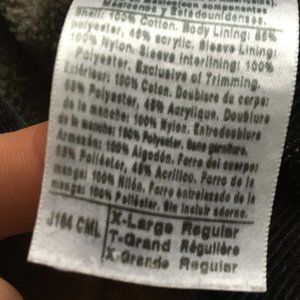 Mexicanos y Estadounidenses.
Shell: 100% Cotton. Body Lining: 55%
polyester, 45% acrylic. Sleeve Lining:
100% Nylon. Sleeve Interlining: 100%
Polyester, Exclusive of Trimming.
Extérieur: 100% Coton. Doublure du corps:
55% Polyester, 45% Acrylique. Doublure
de la manche: 100% Nylon. Entredoublure
de la manche: 100% Polyester, Sans garniture.
Armazón: 100% Algodón. Forro del cuerpo:
55% Poliéster, 45% Acrílico. Forro de la
manga: 100% Nilón. Forro entrelazado de la
manga: 100% Poliéster. Sin incluir adorno.
J184 CML
X-Large Regular
T-Grand Régulière
X-Grande Regular